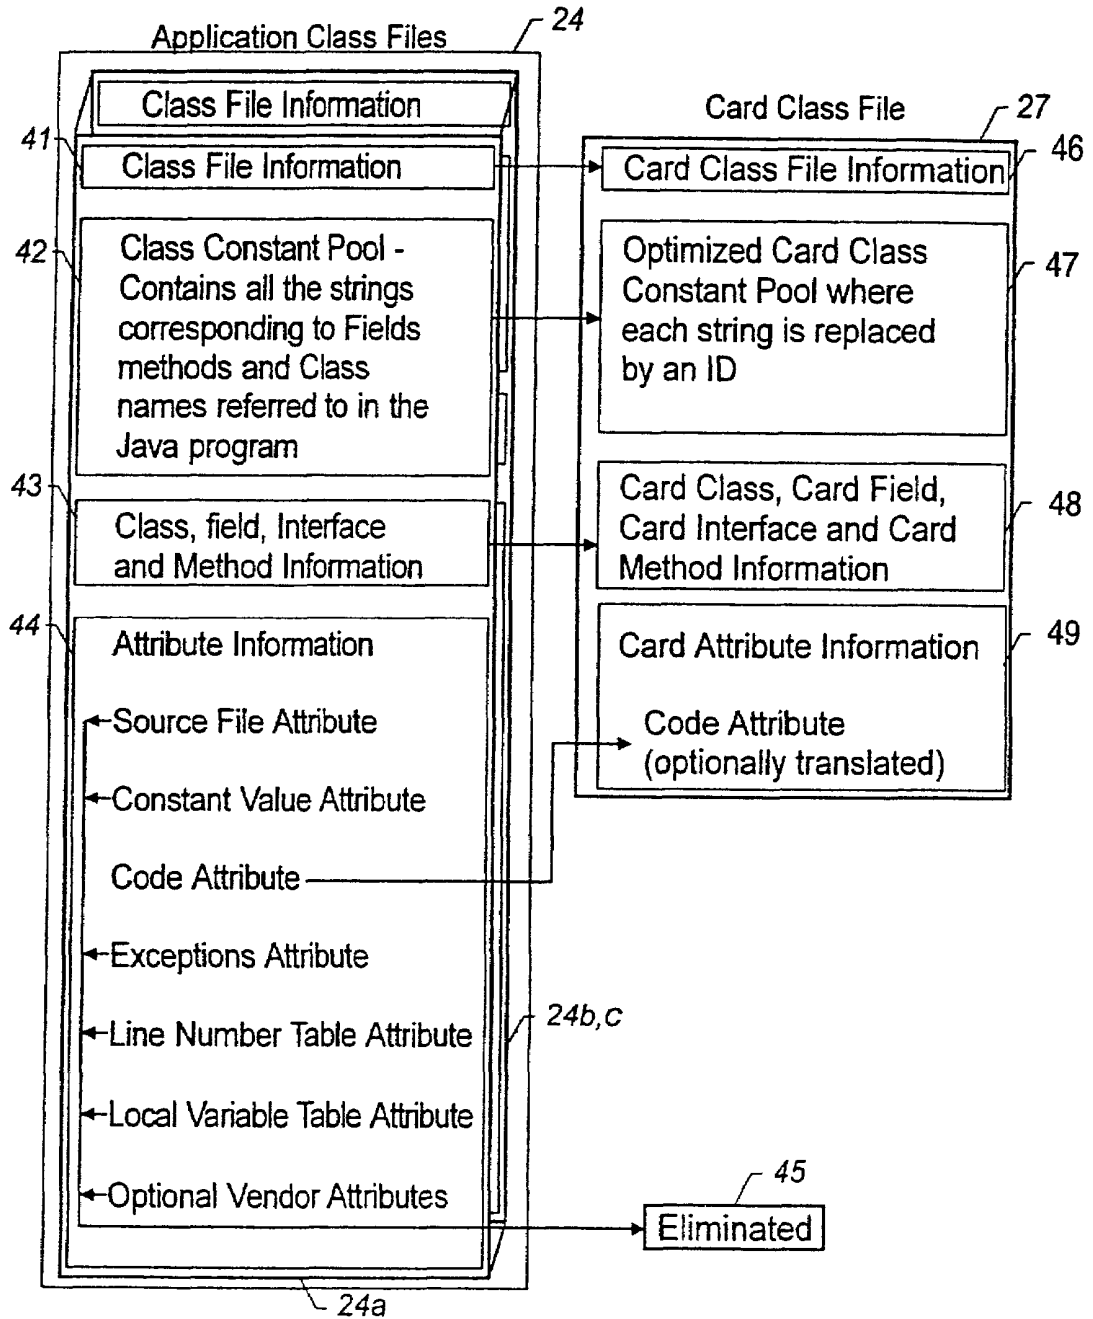 24
Application Class Files
Class File Information
Card Class File
27
41
Class File Information
Card Class File Information
46
42
Class Constant Pool -
Contains all the strings
corresponding to Fields
methods and Class
names referred to in the
Java program
Optimized Card Class
Constant Pool where
each string is replaced
by an ID
47
43
Class, field, Interface
and Method Information
Card Class, Card Field,
Card Interface and Card
Method Information
48
44
Attribute Information
Card Attribute Information
49
Source File Attribute
Code Attribute
(optionally translated)
Constant Value Attribute
Code Attribute
Exceptions Attribute
24b,c
Line Number Table Attribute
Local Variable Table Attribute
Optional Vendor Attributes
45
Eliminated
24a